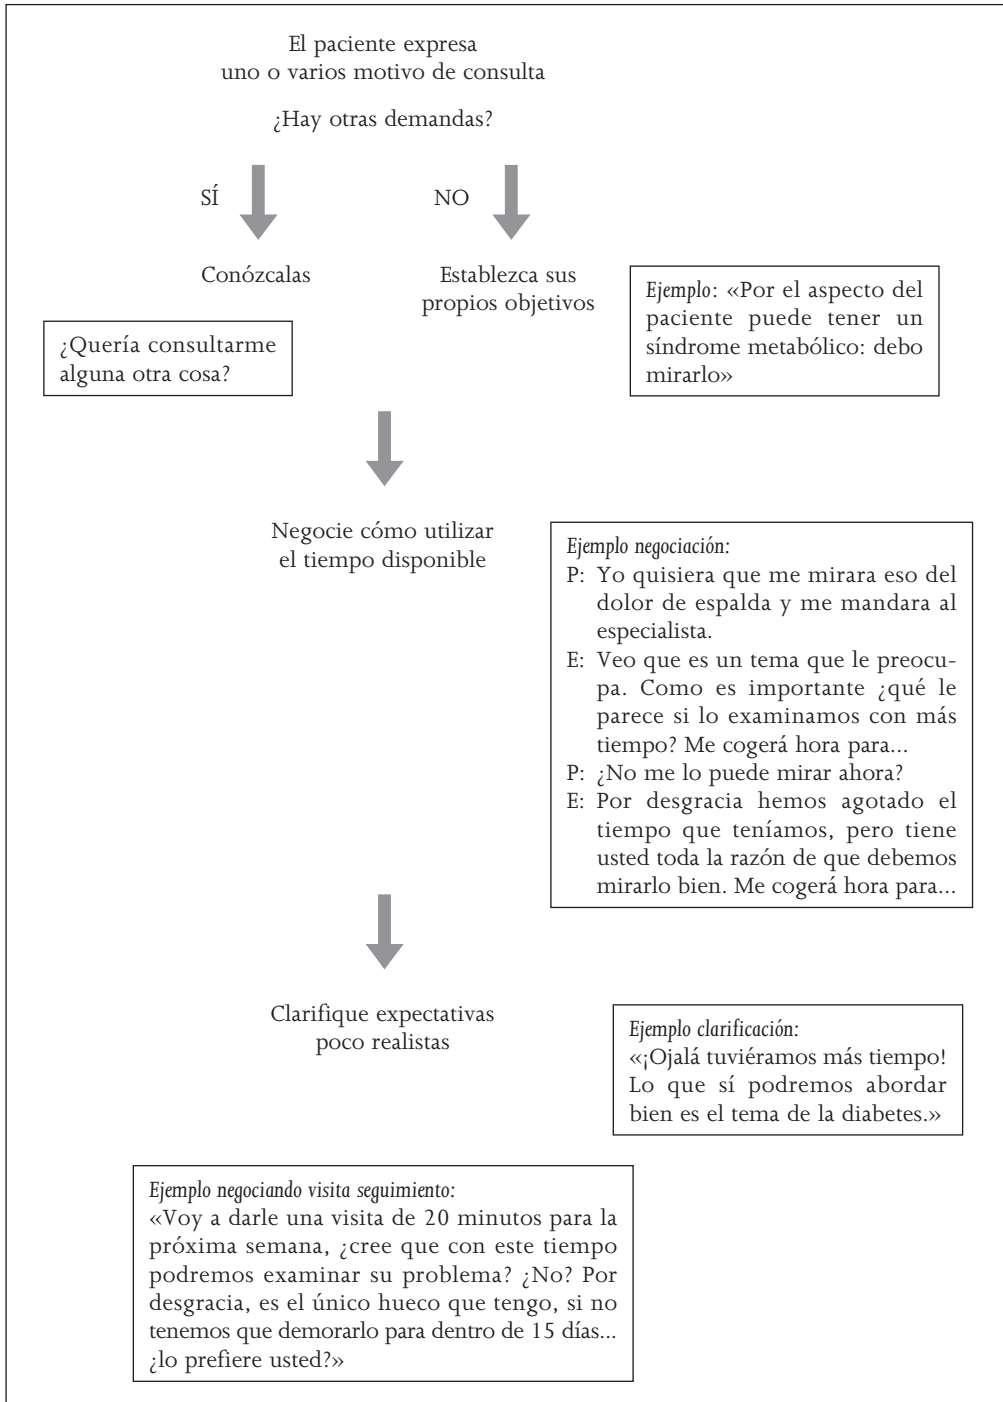 El paciente expresa
uno o varios motivo de consulta
¿Hay otras demandas?
SÍ
NO
Conózcalas
Establezca sus
propios objetivos
¿Quería consultarme
alguna otra cosa?
Ejemplo: «Por el aspecto del
paciente puede tener un
síndrome metabólico: debo
mirarlo»
Negocie cómo utilizar
el tiempo disponible
Ejemplo negociación:
P: Yo quisiera que me mirara eso del
dolor de espalda y me mandara al
especialista.
E: Veo que es un tema que le preocu-
pa. Como es importante ¿qué le
parece si lo examinamos con más
tiempo? Me cogerá hora para...
P: ¿No me lo puede mirar ahora?
E: Por desgracia hemos agotado el
tiempo que teníamos, pero tiene
usted toda la razón de que debemos
mirarlo bien. Me cogerá hora para...
Clarifique expectativas
poco realistas
Ejemplo clarificación:
«¡Ojalá tuviéramos más tiempo!
Lo que sí podremos abordar
bien es el tema de la diabetes.»
Ejemplo negociando visita seguimiento:
«Voy a darle una visita de 20 minutos para la
próxima semana, ¿cree que con este tiempo
podremos examinar su problema? ¿No? Por
desgracia, es el único hueco que tengo, si no
tenemos que demorarlo para dentro de 15 días...
¿lo prefiere usted?»